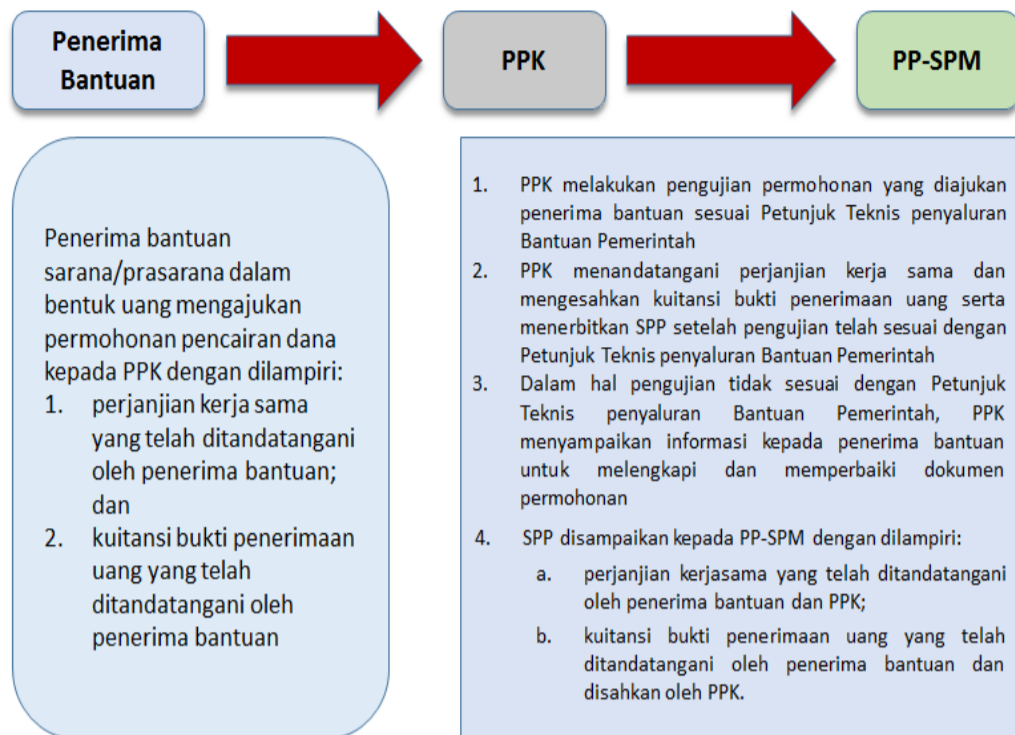 Penerima
Bantuan
PPK
PP-SPM
Penerima bantuan
sarana/prasarana dalam
bentuk uang mengajukan
permohonan pencairan dana
kepada PPK dengan dilampiri:
1. perjanjian kerja sama
yang telah ditandatangani
oleh penerima bantuan;
dan
2. kuitansi bukti penerimaan
uang yang telah
ditandatangani oleh
penerima bantuan
1. PPK melakukan pengujian permohonan yang diajukan
penerima bantuan sesuai Petunjuk Teknis penyaluran
Bantuan Pemerintah
2. PPK menandatangani perjanjian kerja sama dan
mengesahkan kuitansi bukti penerimaan uang serta
menerbitkan SPP setelah pengujian telah sesuai dengan
Petunjuk Teknis penyaluran Bantuan Pemerintah
3. Dalam hal pengujian tidak sesuai dengan Petunjuk
Teknis penyaluran Bantuan Pemerintah, PPK
menyampaikan informasi kepada penerima bantuan
untuk melengkapi dan memperbaiki dokumen
permohonan
4. SPP disampaikan kepada PP-SPM dengan dilampiri:
a. perjanjian kerjasama yang telah ditandatangani
oleh penerima bantuan dan PPK;
b. kuitansi bukti penerimaan uang yang telah
ditandatangani oleh penerima bantuan dan
disahkan oleh PPK.